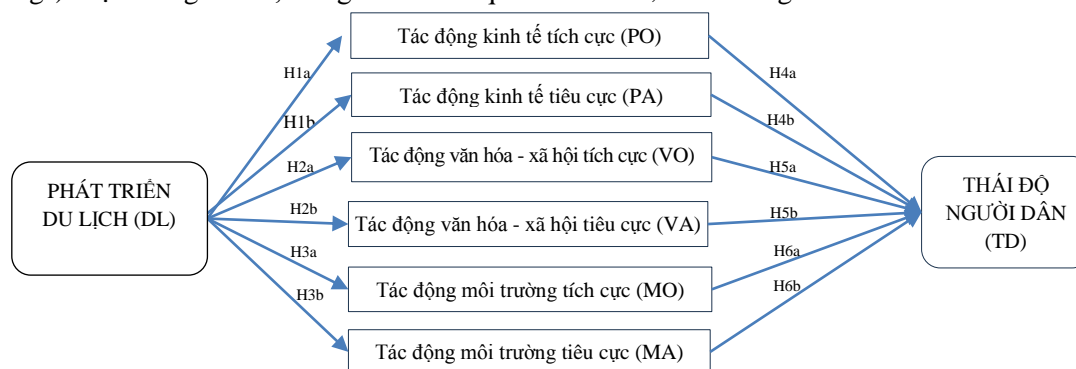 Tác động kinh tế tích cực (PO)
H1a
H4a
Tác động kinh tế tiêu cực (PA)
H1b
H4b
Tác động văn hóa - xã hội tích cực (VO)
H2a
H5a
PHÁT TRIỂN
DU LỊCH (DL)
THÁI ĐỘ
NGƯỜI DÂN
(TD)
H2b
Tác động văn hóa - xã hội tiêu cực (VA)
H5b
H3a
H6a
Tác động môi trường tích cực (MO)
H3b
H6b
Tác động môi trường tiêu cực (MA)